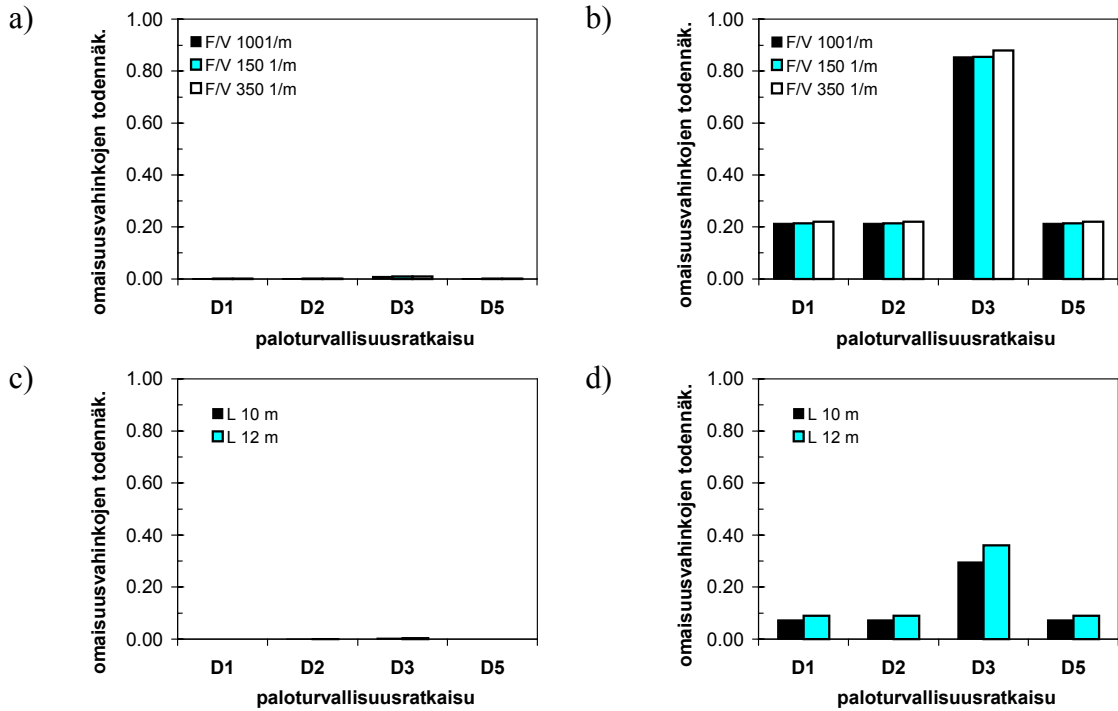 a)
omaisuusvahinkojen todennäk.
1.00
0.80
0.60
0.40
0.20
0.00
F/V 1001/m
F/V 150 1/m
F/V 350 1/m
D1 D2 D3 D5
paloturvallisuusratkaisu
b)
omaisuusvahinkojen todennäk.
1.00
0.80
0.60
0.40
0.20
0.00
F/V 1001/m
F/V 150 1/m
F/V 350 1/m
D1 D2 D3 D5
paloturvallisuusratkaisu
c)
omaisuusvahinkojen todennäk.
1.00
0.80
0.60
0.40
0.20
0.00
L 10 m
L 12 m
D1 D2 D3 D5
paloturvallisuusratkaisu
d)
omaisuusvahinkojen todennäk.
1.00
0.80
0.60
0.40
0.20
0.00
L 10 m
L 12 m
D1 D2 D3 D5
paloturvallisuusratkaisu